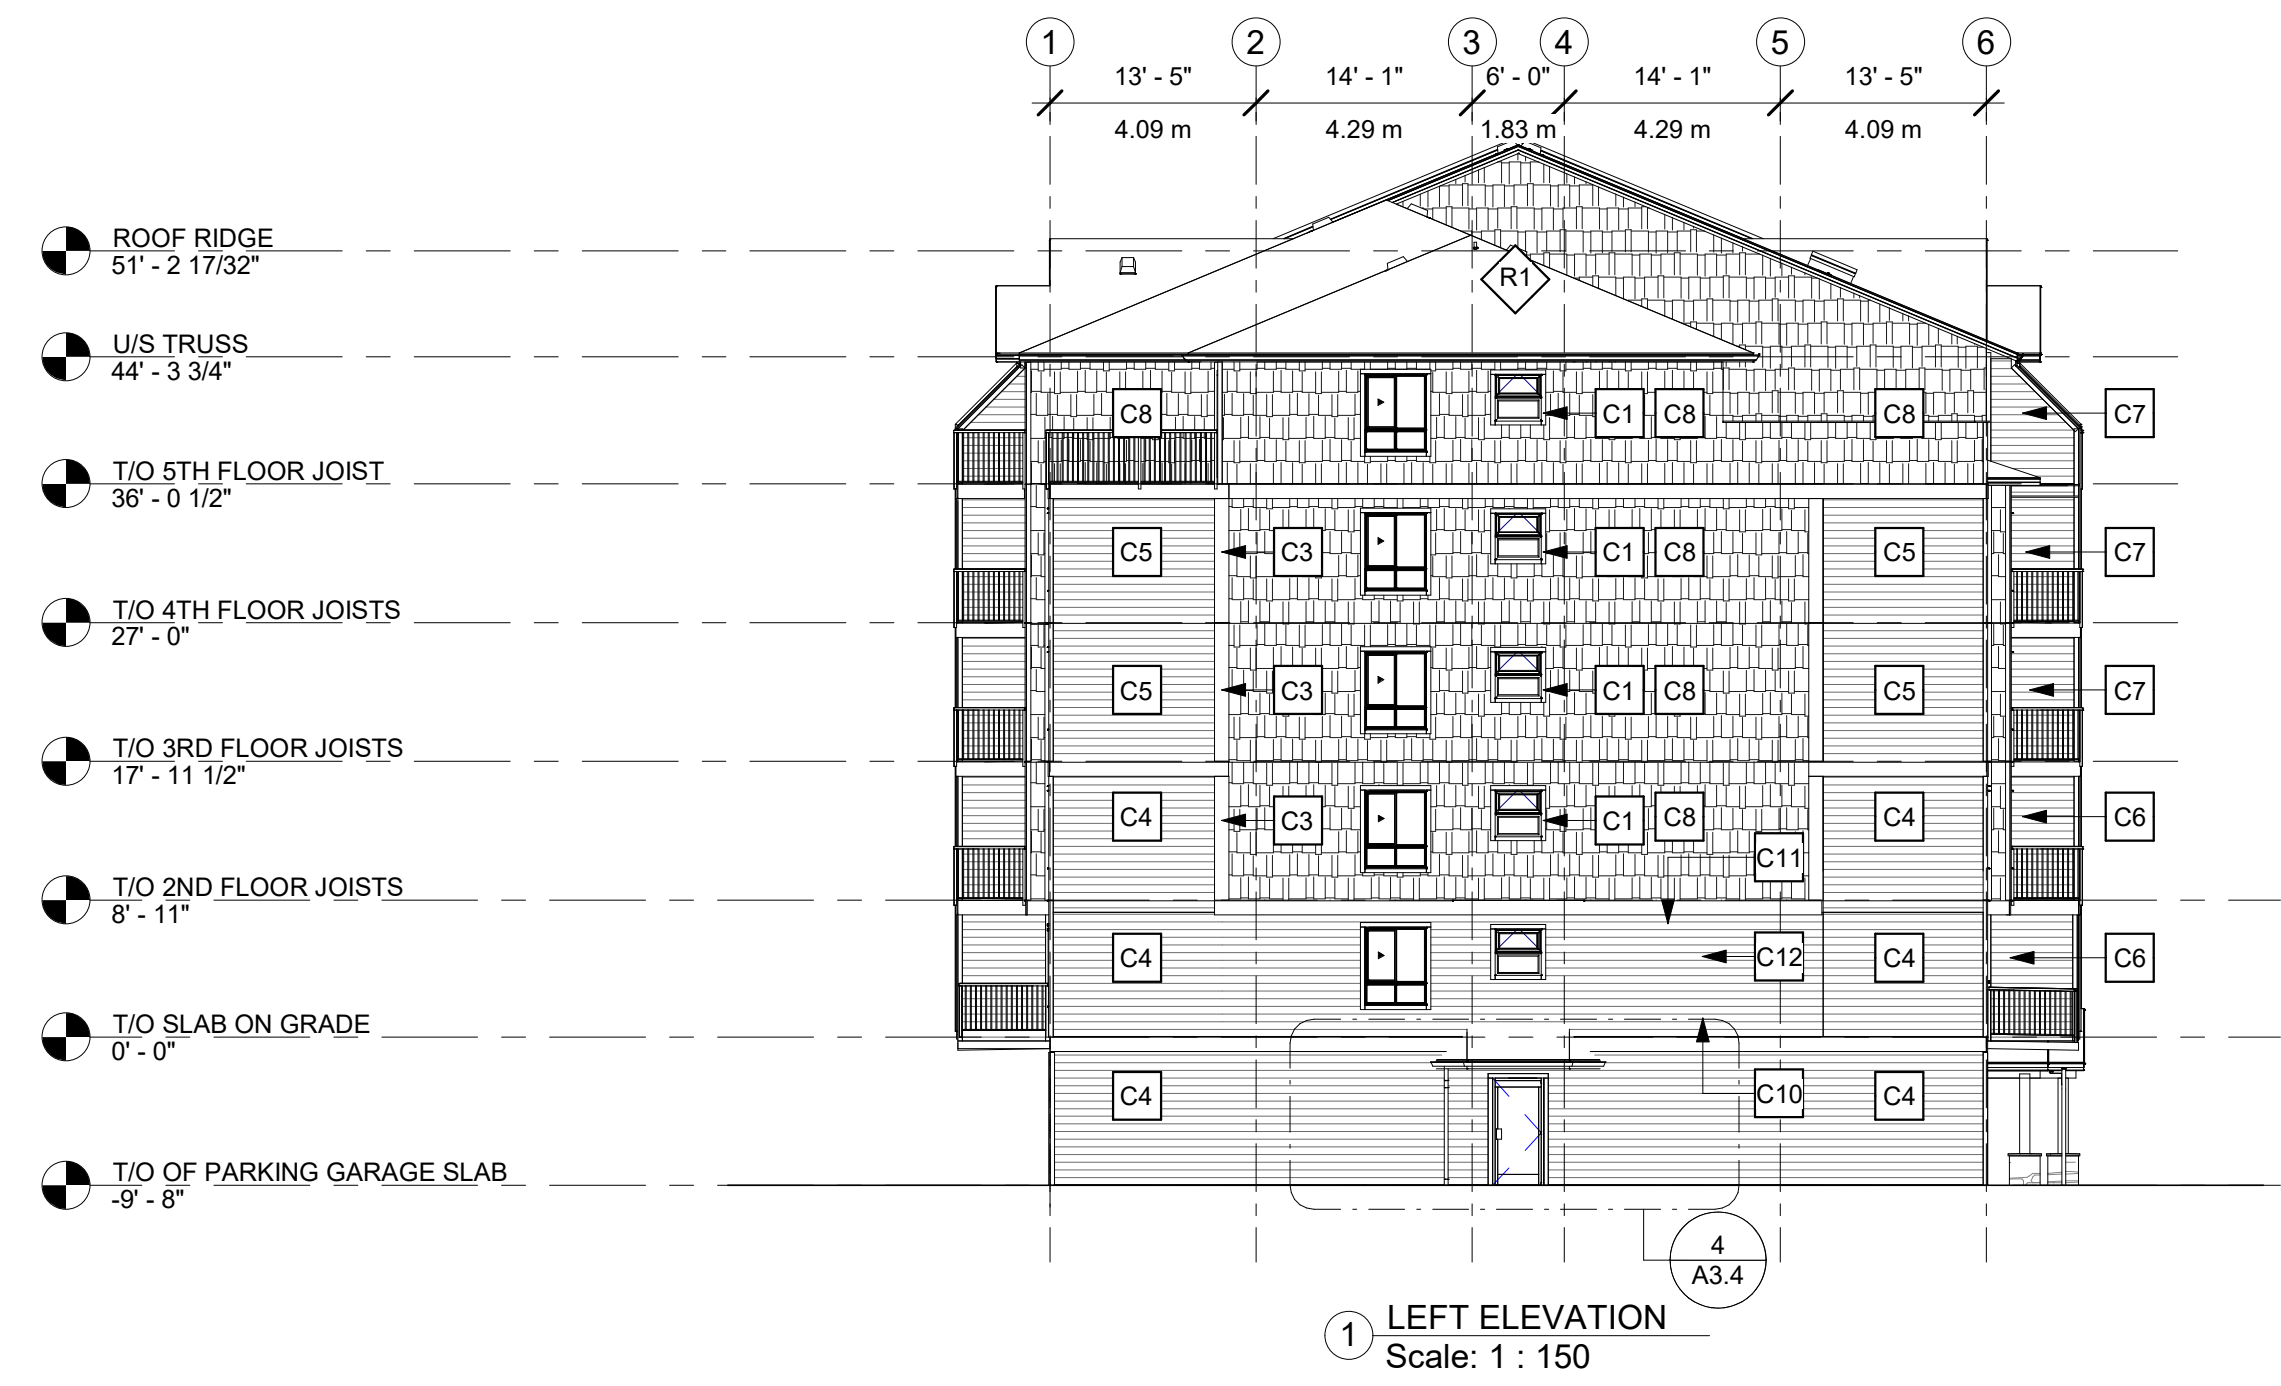 1 2 3 4 5 6
13' - 5" 14' - 1" 6' - 0" 14' - 1" 13' - 5"
4.09 m 4.29 m 1.83 m 4.29 m 4.09 m
ROOF RIDGE
51' - 2 17/32"
R1
U/S TRUSS
44' - 3 3/4"
C8 C1 C8 C8 C7
T/O 5TH FLOOR JOIST
36' - 0 1/2"
C5 C3 C1 C8 C5 C7
T/O 4TH FLOOR JOISTS
27' - 0"
C5 C3 C1 C8 C5 C7
T/O 3RD FLOOR JOISTS
17' - 11 1/2"
C4 C3 C1 C8 C4 C6
C11
T/O 2ND FLOOR JOISTS
8' - 11"
C4 C12 C4 C6
T/O SLAB ON GRADE
0' - 0"
C4 C10 C4
T/O OF PARKING GARAGE SLAB
-9' - 8"
4
A3.4
1 LEFT ELEVATION
Scale: 1 : 150